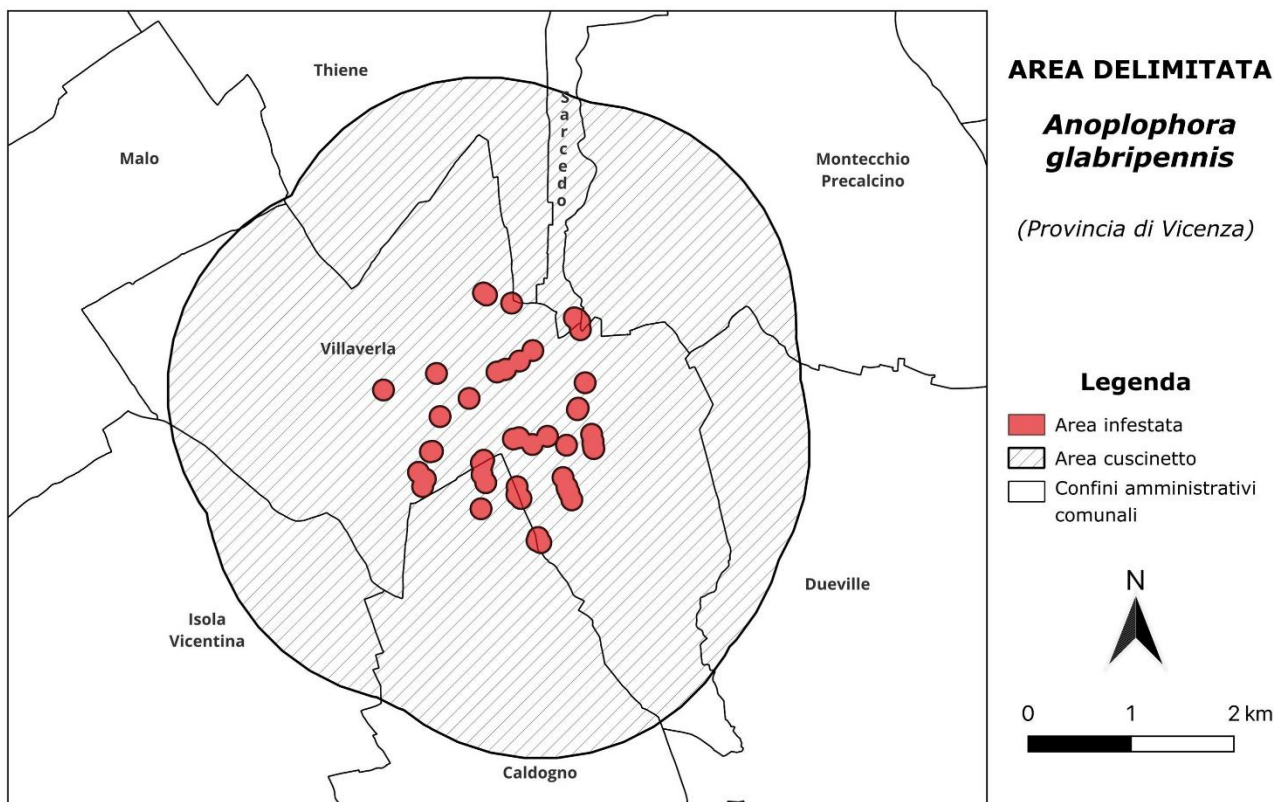 Thiene
Sarcedo
Malo
Montecchio
Precalcino
Villaverla
Dueville
Isola
Vicentina
Caldogno
AREA DELIMITATA
Anoplophora
glabripennis
(Provincia di Vicenza)
Legenda
Area infestata
Area cuscinetto
Confini amministrativi
comunali
N
0 1 2 km